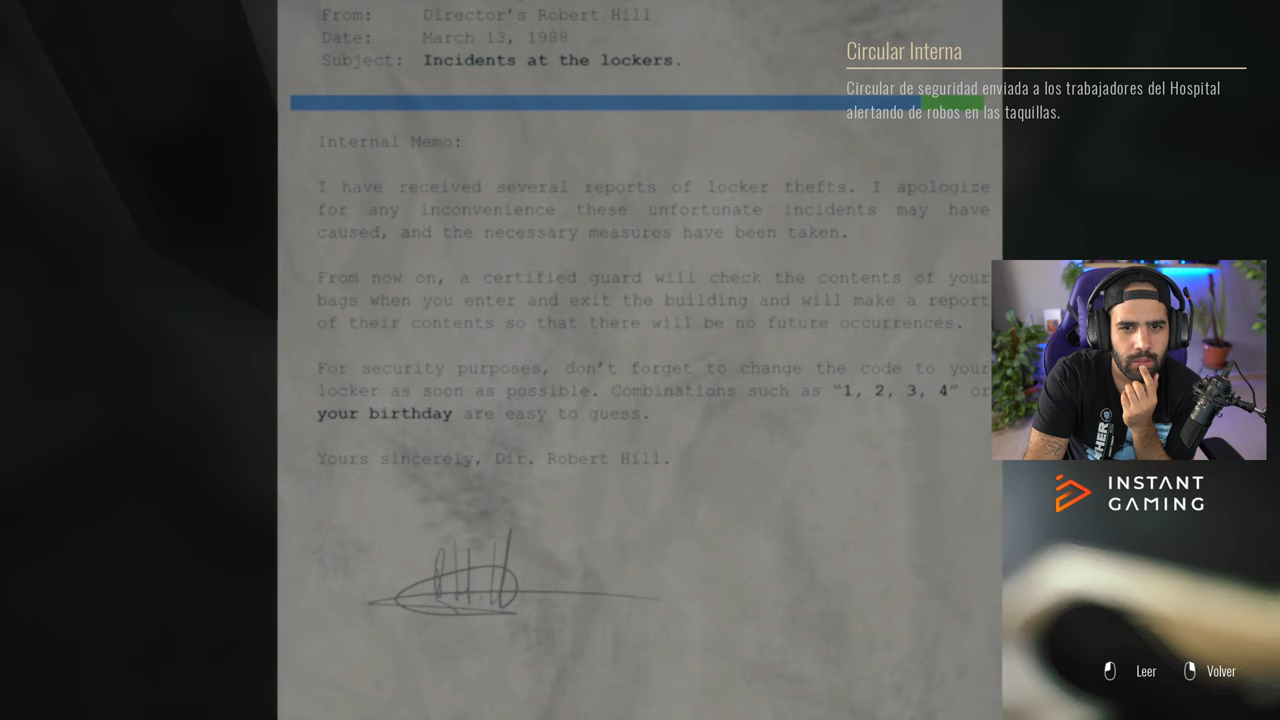 From: Director's Robert Hill
Date: March 13, 1988
Subject: Incidents at the lockers.
Internal Memo:
I have received several reports of locker thefts. I apologize
for any inconvenience these unfortunate incidents may have
caused, and the necessary measures have been taken.
From now on, a certified guard will check the contents of your
bags when you enter and exit the building and will make a report
of their contents so that there will be no future occurrences.
For security purposes, don't forget to change the code to your
locker as soon as possible. Combinations such as "1, 2, 3, 4" or
your birthday are easy to guess.
Yours sincerely, Dir. Robert Hill.
Circular Interna
Circular de seguridad enviada a los trabajadores del Hospital
alertando de robos en las taquillas.
INSTANT
GAMING
Leer
Volver